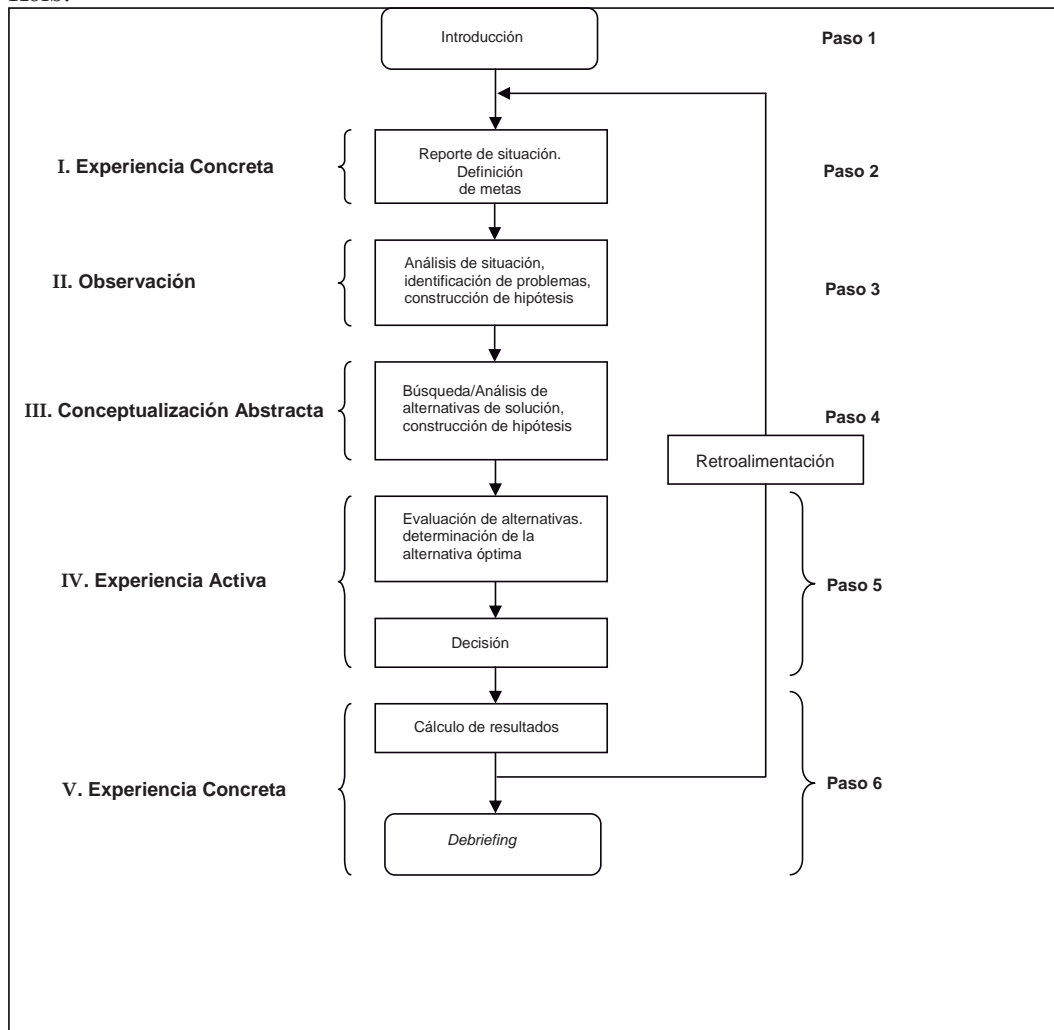 Introducción
Paso 1
I. Experiencia Concreta
Reporte de situación.
Definición
de metas
Paso 2
II. Observación
Análisis de situación,
identificación de problemas,
construcción de hipótesis
Paso 3
III. Conceptualización Abstracta
Búsqueda/Análisis de
alternativas de solución,
construcción de hipótesis
Paso 4
Retroalimentación
IV. Experiencia Activa
Evaluación de alternativas.
determinación de la
alternativa óptima
Paso 5
Decisión
Cálculo de resultados
V. Experiencia Concreta
Paso 6
Debriefing